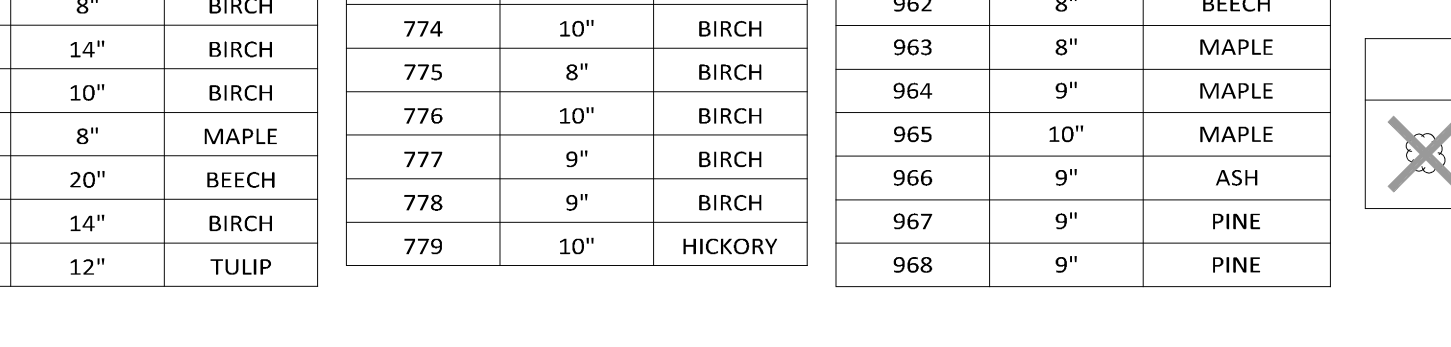 8" BIRCH
14" BIRCH
10" BIRCH
8" MAPLE
20" BEECH
14" BIRCH
12" TULIP
774 10" BIRCH
775 8" BIRCH
776 10" BIRCH
777 9" BIRCH
778 9" BIRCH
779 10" HICKORY
962 8" BEECH
963 8" MAPLE
964 9" MAPLE
965 10" MAPLE
966 9" ASH
967 9" PINE
968 9" PINE